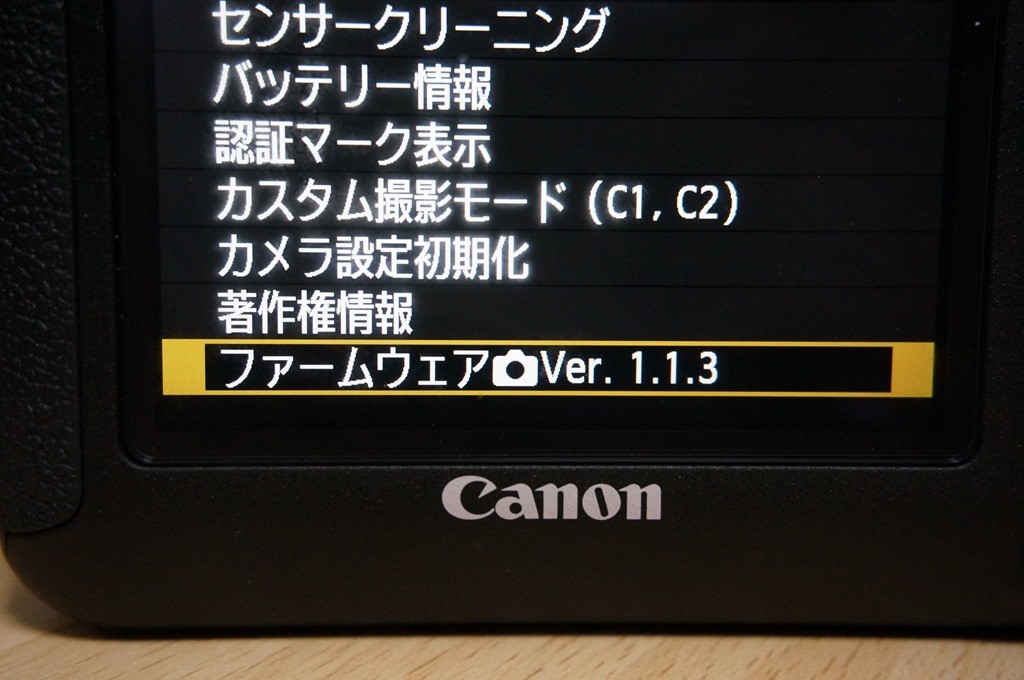 センサークリーニング
バッテリー情報
認証マーク表示
カスタム撮影モード (C1, C2)
カメラ設定初期化
著作権情報
ファームウェアVer. 1.1.3
Canon